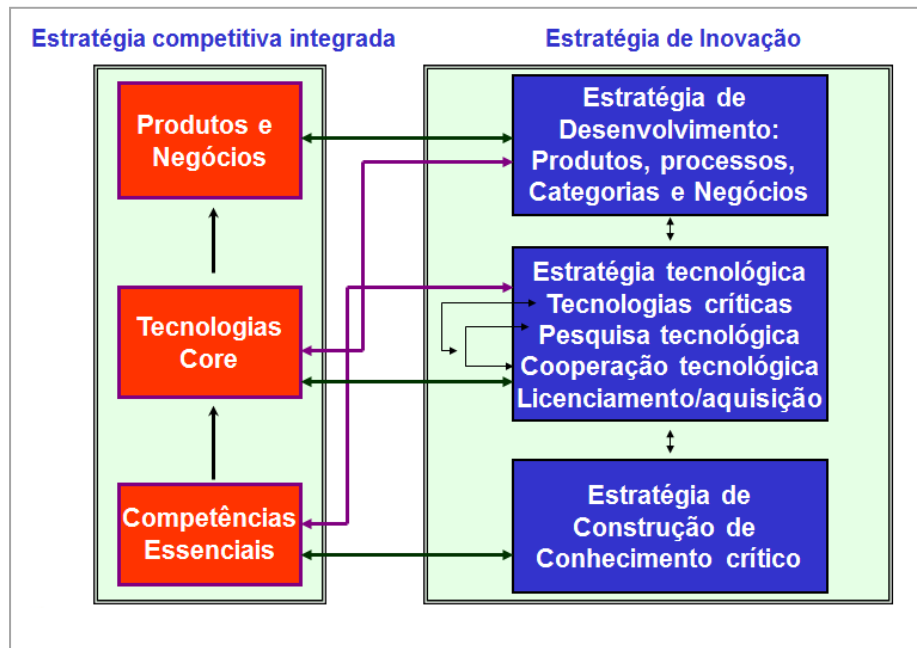 Estratégia competitiva integrada
Estratégia de Inovação
Produtos e
Negócios
Estratégia de
Desenvolvimento:
Produtos, processos,
Categorias e Negócios
Tecnologias
Core
Estratégia tecnológica
Tecnologias críticas
Pesquisa tecnológica
Cooperação tecnológica
Licenciamento/aquisição
Competências
Essenciais
Estratégia de
Construção de
Conhecimento crítico